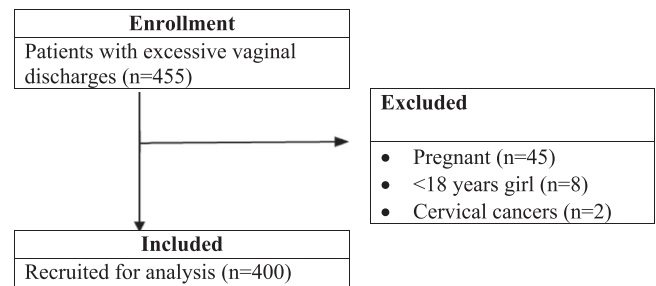 Enrollment
Patients with excessive vaginal
discharges (n=455)
Excluded
• Pregnant (n=45)
• <18 years girl (n=8)
• Cervical cancers (n=2)
Included
Recruited for analysis (n=400)